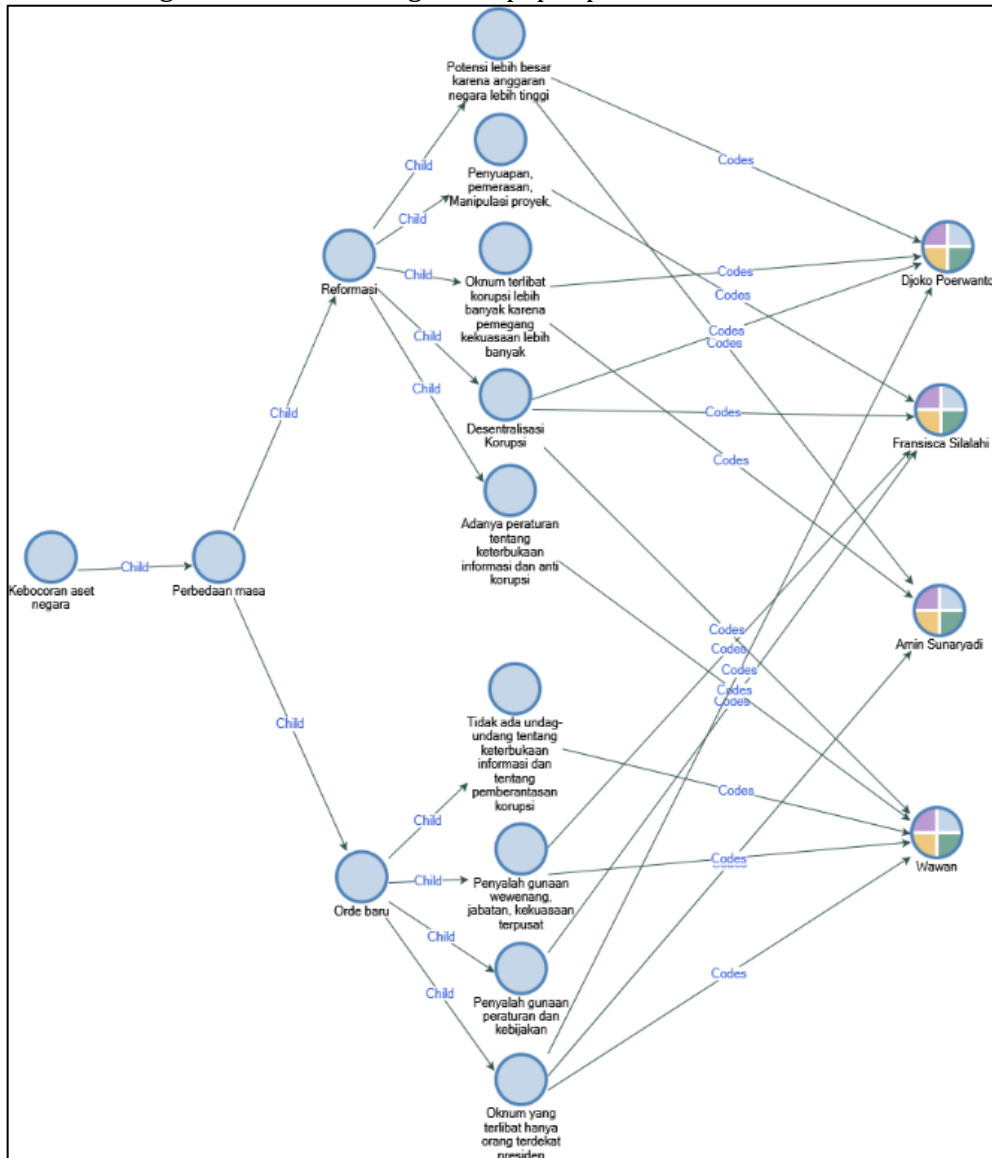 Potensi lebih besar
karena anggaran
negara lebih tinggi
Child
Codes
Penyuapan,
pemerasan,
Manipulasi proyek,
Child
Reformasi
Child
Oknum terlibat
korupsi lebih
banyak karena
pemegang
kekuasaan lebih
banyak
Codes
Djoko Poerwanto
Codes
Child
Codes
Codes
Child
Desentralisasi
Korupsi
Codes
Fransisca Silalahi
Child
Codes
Adanya peraturan
tentang
keterbukaan
informasi dan anti
korupsi
Kebocoran aset
negara
Child
Perbedaan masa
Amin Sunaryadi
Codes
Codes
Codes
Codes
Codes
Child
Tidak ada undag-
undang tentang
keterbukaan
informasi dan
tentang
pemberantasan
korupsi
Codes
Child
Orde baru
Child
Penyalah gunaan
wewenang,
jabatan, kekuasaan
terpusat
Codes
Wawan
Child
Penyalah gunaan
peraturan dan
kebijakan
Codes
Child
Oknum yang
terlibat hanya
orang terdekat
presiden